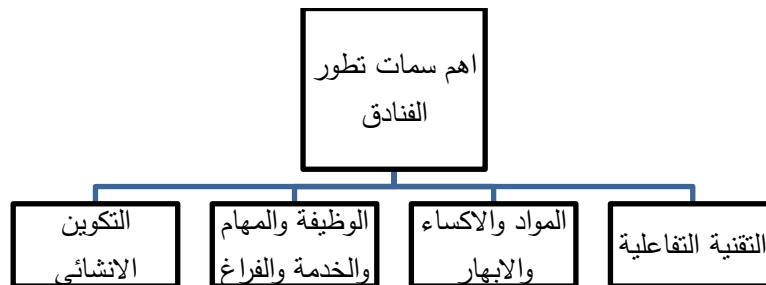 اهم سمات تطور
الفنادق
التقنية التفاعلية
المواد والاكساء
والابهار
الوظيفة والمهام
والخدمة والفراغ
التكوين
الانشائي